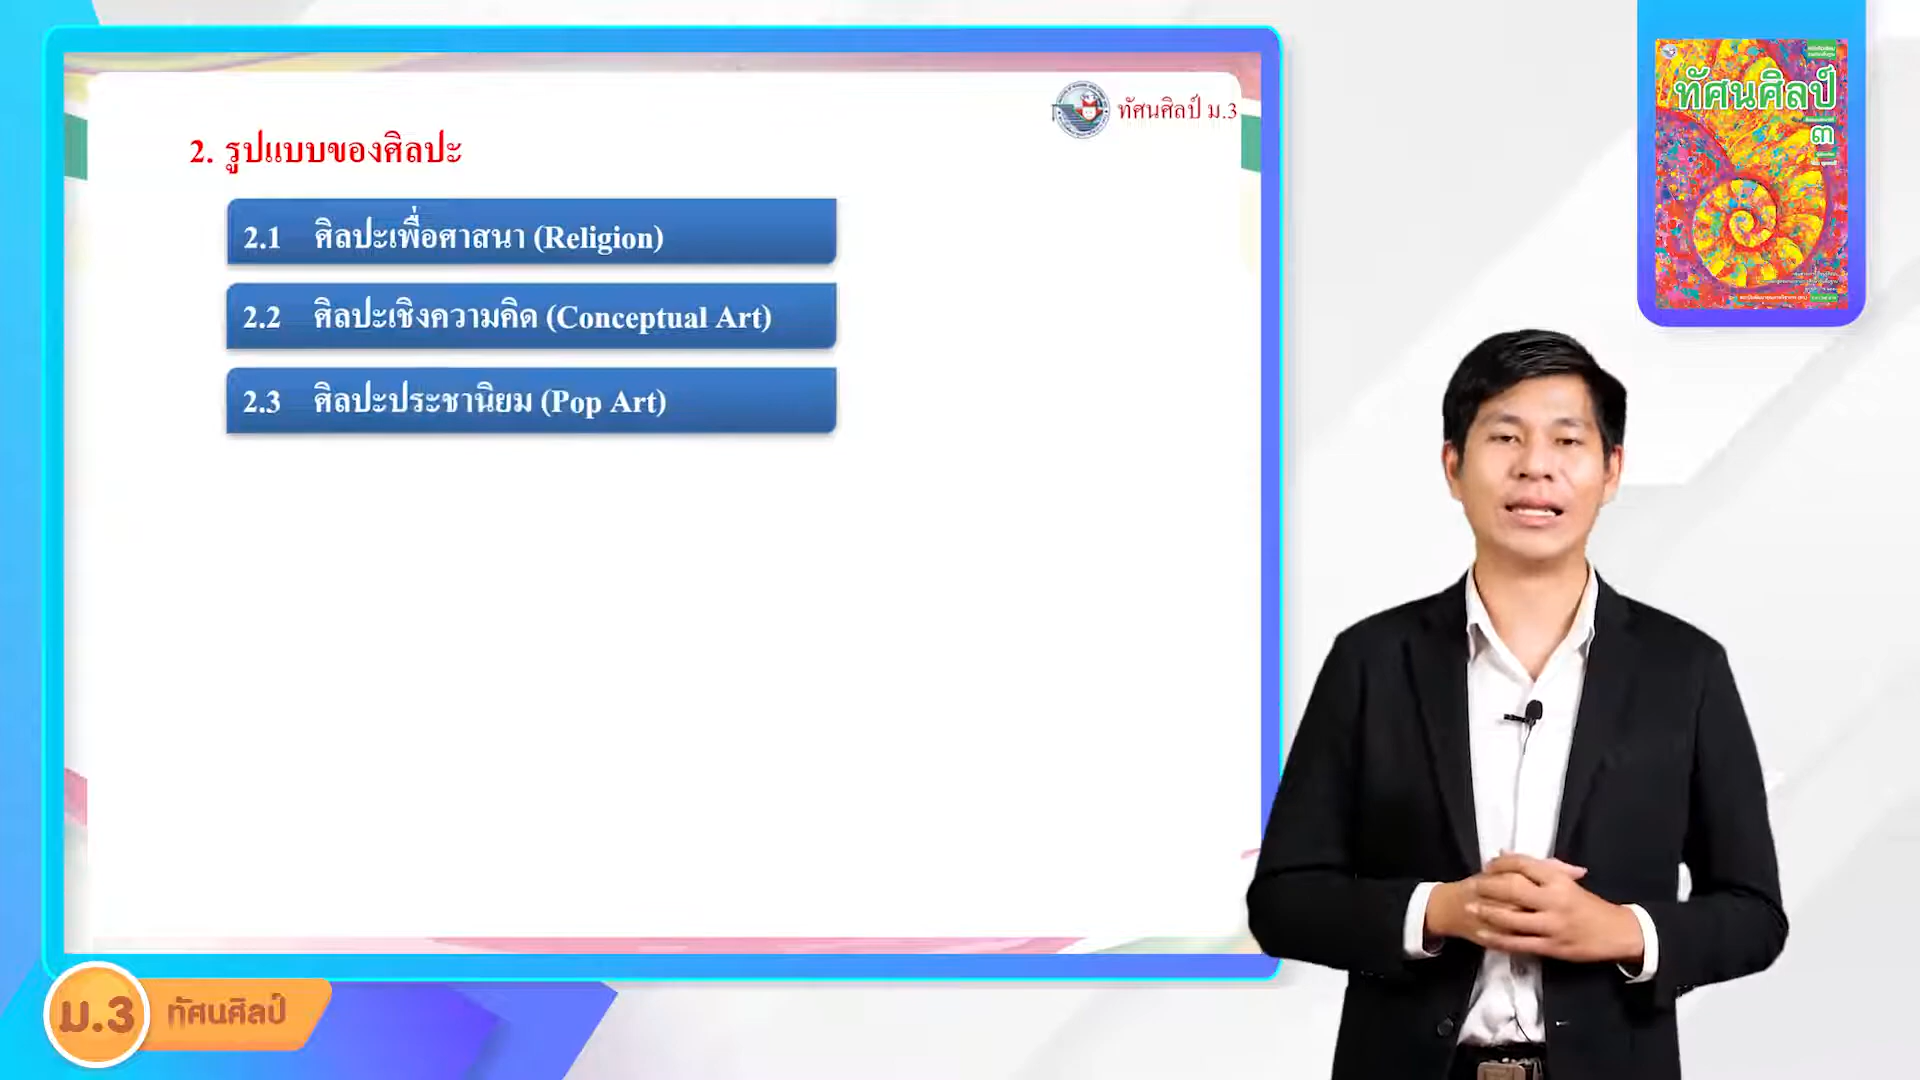 ทัศนศิลป์ ม.3
2. รูปแบบของศิลปะ
2.1 ศิลปะเพื่อศาสนา (Religion)
2.2 ศิลปะเชิงความคิด (Conceptual Art)
2.3 ศิลปะประชานิยม (Pop Art)
ทัศนศิลป์
๓
ม.3 ทัศนศิลป์